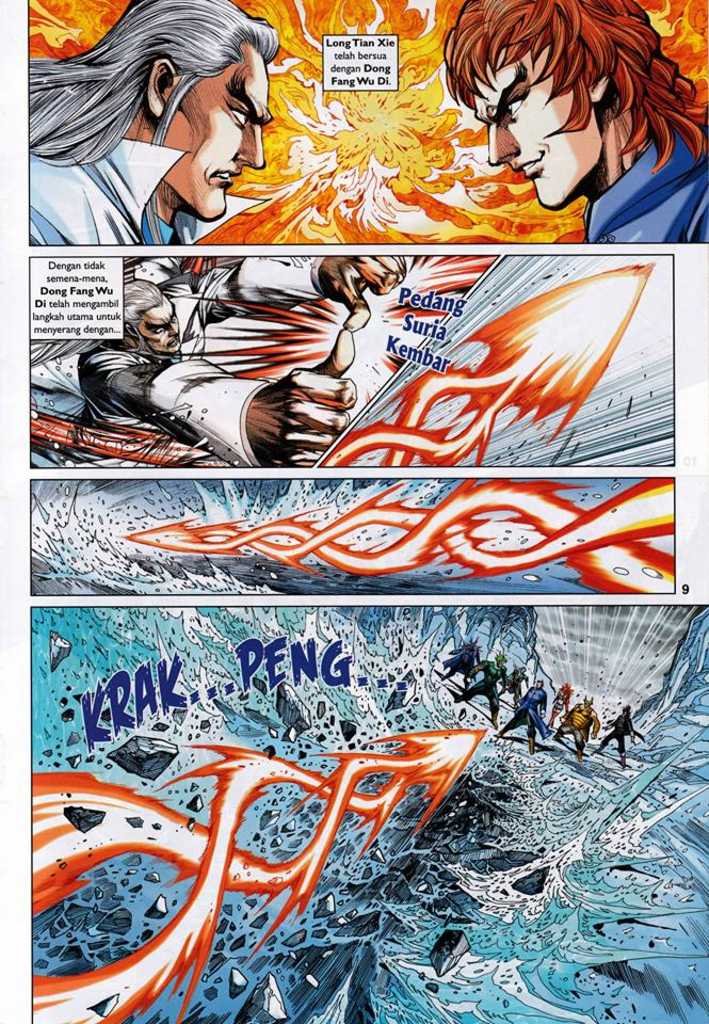 Long Tian Xie
telah bersua
dengan Dong
Fang Wu Di.
Dengan tidak
semena-mena,
Dong Fang Wu
Di telah mengambil
langkah utama untuk
menyerang dengan...
Pedang
Suria
Kembar
9
KRAK...PENG...